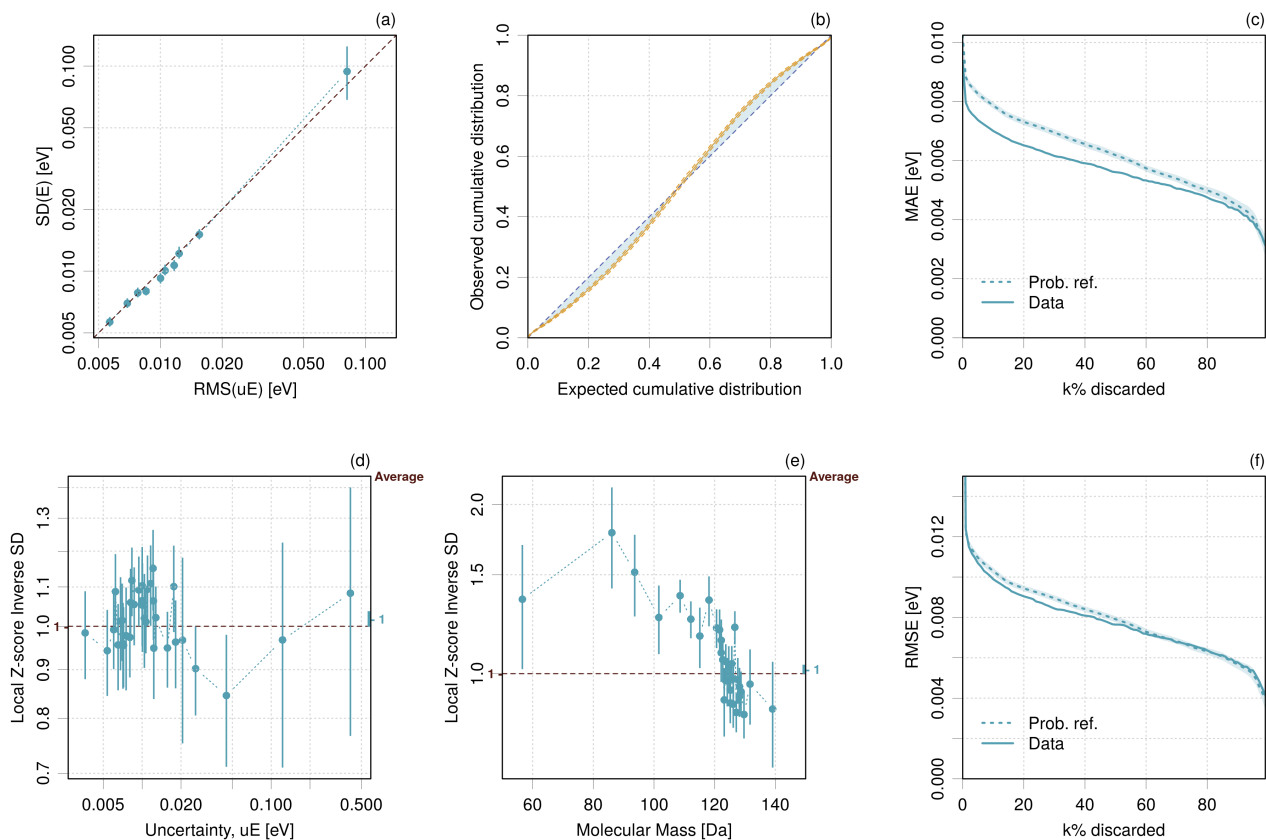 (a)
0.100
0.050
0.020
0.010
0.005
SD(E) [eV]
0.005 0.010 0.020 0.050 0.100
RMS(uE) [eV]
(b)
1.0
0.8
0.6
0.4
0.2
0.0
Observed cumulative distribution
0.0 0.2 0.4 0.6 0.8 1.0
Expected cumulative distribution
(c)
0.010
0.008
0.006
0.004
0.002
0.000
MAE [eV]
Prob. ref.
Data
0 20 40 60 80
k% discarded
(d)
Average
1.3
1.1
1.0
0.9
0.8
0.7
Local Z-score Inverse SD
1
1
0.005 0.020 0.100 0.500
Uncertainty, uE [eV]
(e)
Average
2.0
1.5
1.0
Local Z-score Inverse SD
1
1
60 80 100 120 140
Molecular Mass [Da]
(f)
0.012
0.008
0.004
0.000
RMSE [eV]
Prob. ref.
Data
0 20 40 60 80
k% discarded